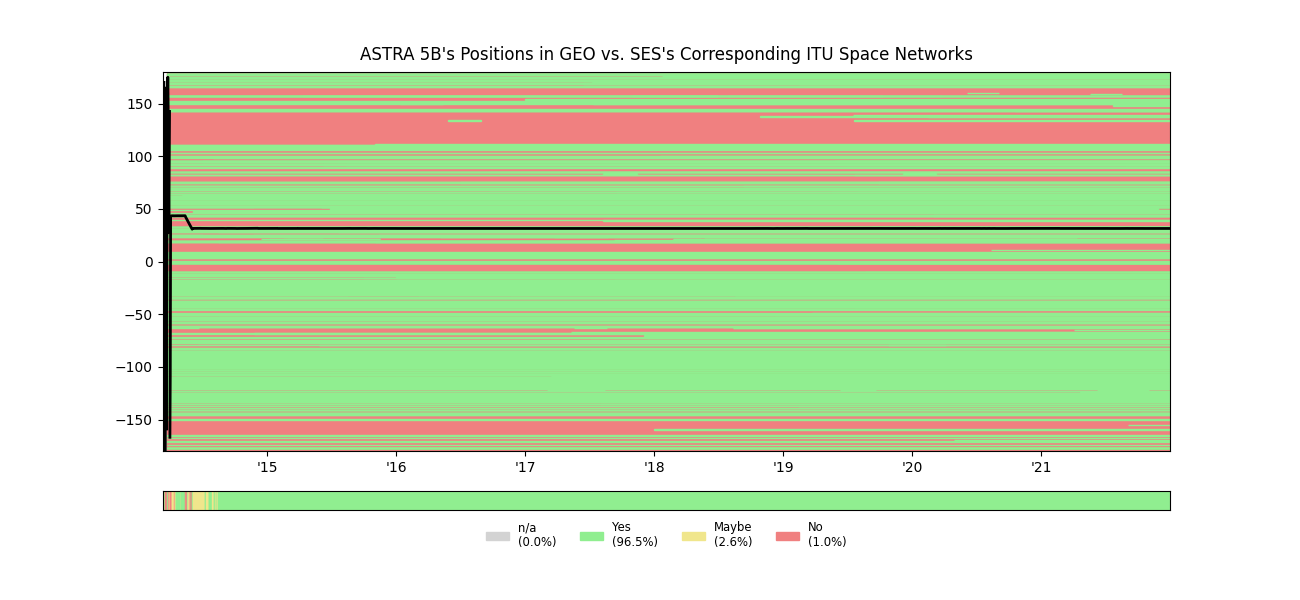 ASTRA 5B's Positions in GEO vs. SES's Corresponding ITU Space Networks
150
100
50
0
−50
−100
−150
'15 '16 '17 '18 '19 '20 '21
n/a Yes Maybe No
(0.0%) (96.5%) (2.6%) (1.0%)